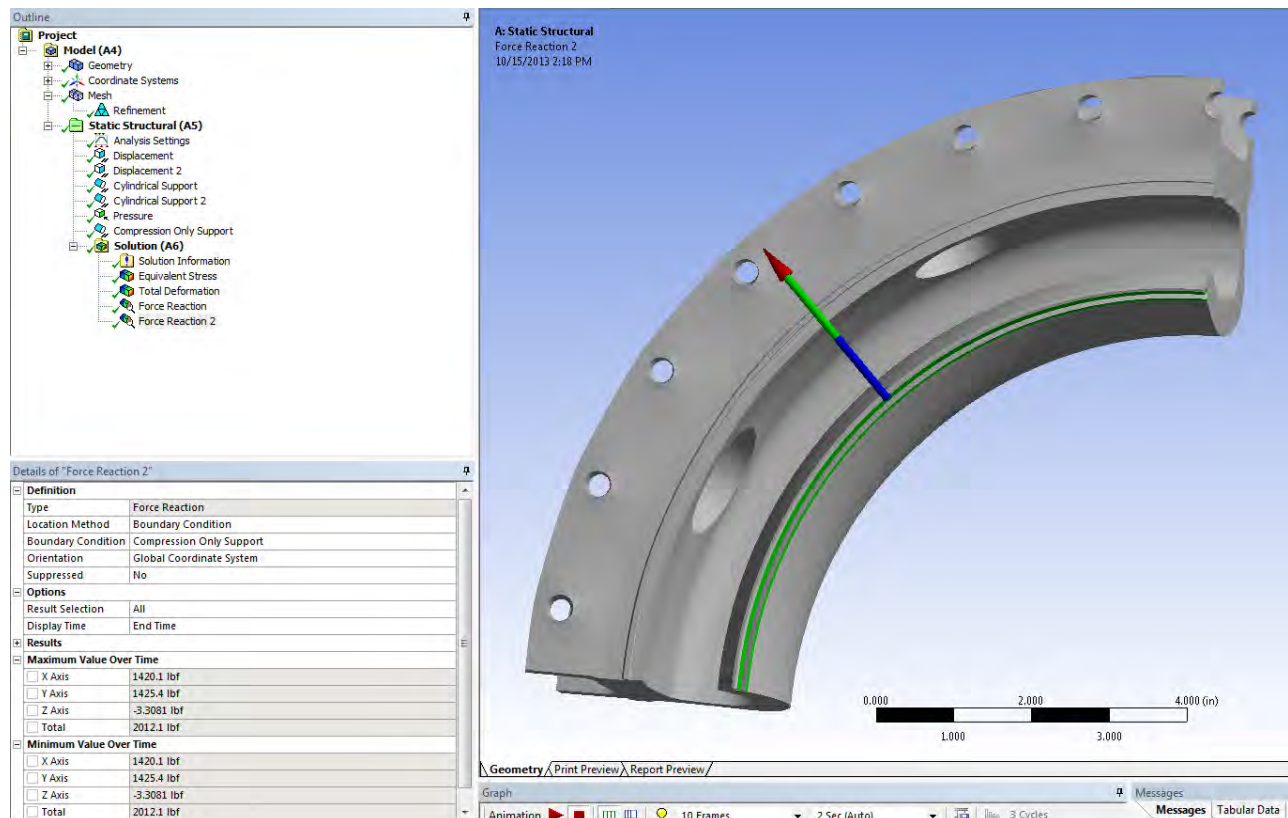 Outline
Project
Model (A4)
Geometry
Coordinate Systems
Mesh
Refinement
Static Structural (A5)
Analysis Settings
Displacement
Displacement 2
Cylindrical Support
Cylindrical Support 2
Pressure
Compression Only Support
Solution (A6)
Solution Information
Equivalent Stress
Total Deformation
Force Reaction
Force Reaction 2
Details of "Force Reaction 2"
Definition
Type Force Reaction
Location Method Boundary Condition
Boundary Condition Compression Only Support
Orientation Global Coordinate System
Suppressed No
Options
Result Selection All
Display Time End Time
Results
Maximum Value Over Time
X Axis 1420.1 lbf
Y Axis 1425.4 lbf
Z Axis -3.3081 lbf
Total 2012.1 lbf
Minimum Value Over Time
X Axis 1420.1 lbf
Y Axis 1425.4 lbf
Z Axis -3.3081 lbf
Total 2012.1 lbf
A: Static Structural
Force Reaction 2
10/15/2013 2:18 PM
0.000 2.000 4.000 (in)
1.000 3.000
Geometry Print Preview Report Preview
Graph
Animation 10 Frames 2 Sec (Auto) 3 Cycles
Messages
Messages Tabular Data